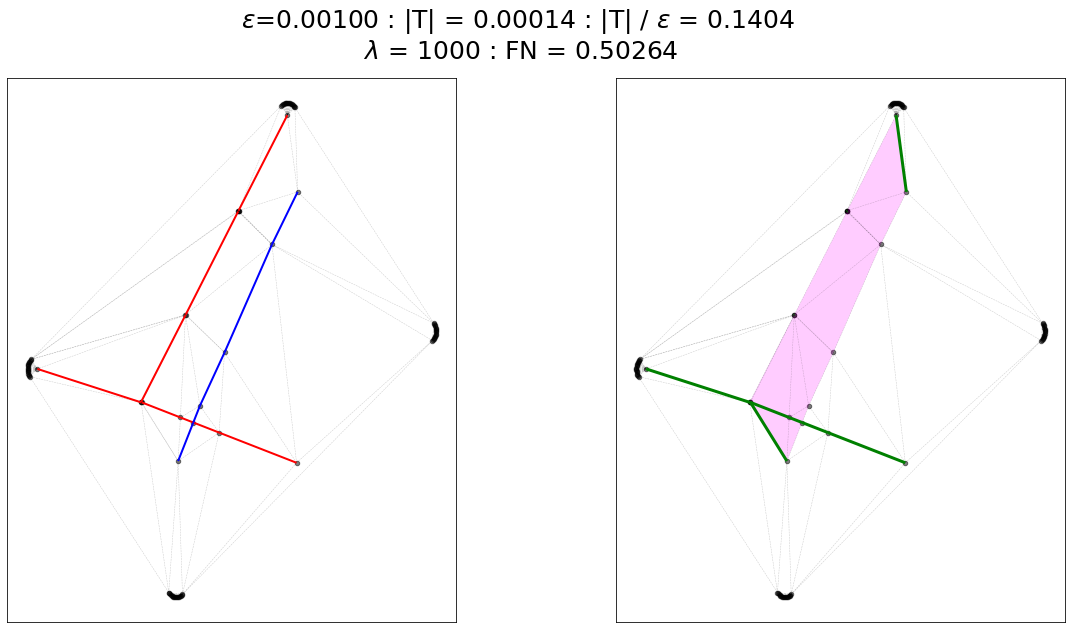 ε=0.00100 : |T| = 0.00014 : |T| / ε = 0.1404
λ = 1000 : FN = 0.50264